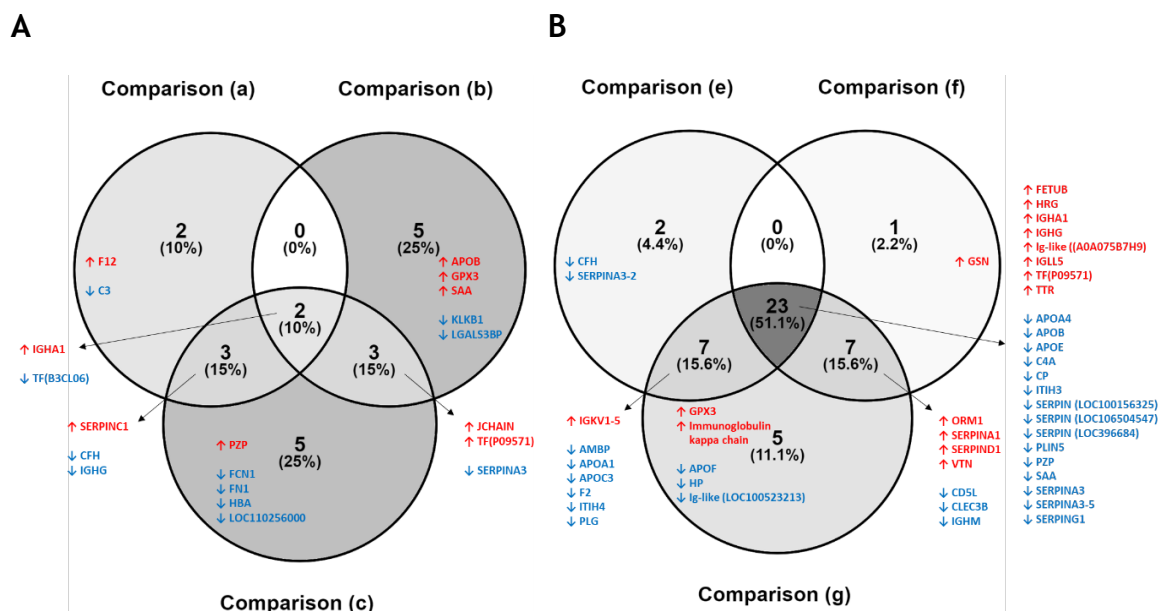 A
B
Comparison (a)
Comparison (b)
2
(10%)
0
(0%)
5
(25%)
↑ F12
↓ C3
↑ APOB
↑ GPX3
↑ SAA
↓ KLKB1
↓ LGALS3BP
2
(10%)
3
(15%)
3
(15%)
↑ IGHA1
↓ TF(B3CL06)
↑ SERPINC1
↓ CFH
↓ IGHG
↑ JCHAIN
↑ TF(P09571)
↓ SERPINA3
5
(25%)
↑ PZP
↓ FCN1
↓ FN1
↓ HBA
↓ LOC110256000
Comparison (c)
Comparison (e)
Comparison (f)
2
(4.4%)
0
(0%)
1
(2.2%)
↓ CFH
↓ SERPINA3-2
↑ GSN
23
(51.1%)
7
(15.6%)
7
(15.6%)
↑ IGKV1-5
↓ AMBP
↓ APOA1
↓ APOC3
↓ F2
↓ ITIH4
↓ PLG
↑ GPX3
↑ Immunoglobulin
kappa chain
5
(11.1%)
↓ APOF
↓ HP
↓ Ig-like (LOC100523213)
↑ ORM1
↑ SERPINA1
↑ SERPIND1
↑ VTN
↓ CD5L
↓ CLEC3B
↓ IGHM
Comparison (g)
↑ FETUB
↑ HRG
↑ IGHA1
↑ IGHG
↑ Ig-like ((A0A075B7H9)
↑ IGLL5
↑ TF(P09571)
↑ TTR
↓ APOA4
↓ APOB
↓ APOE
↓ C4A
↓ CP
↓ ITIH3
↓ SERPIN (LOC100156325)
↓ SERPIN (LOC106504547)
↓ SERPIN (LOC396684)
↓ PLIN5
↓ PZP
↓ SAA
↓ SERPINA3
↓ SERPINA3-5
↓ SERPING1